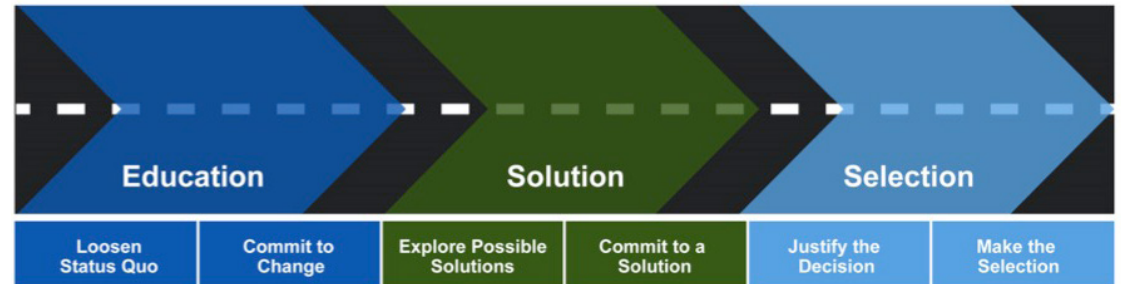 Education
Solution
Selection
Loosen
Status Quo
Commit to
Change
Explore Possible
Solutions
Commit to a
Solution
Justify the
Decision
Make the
Selection